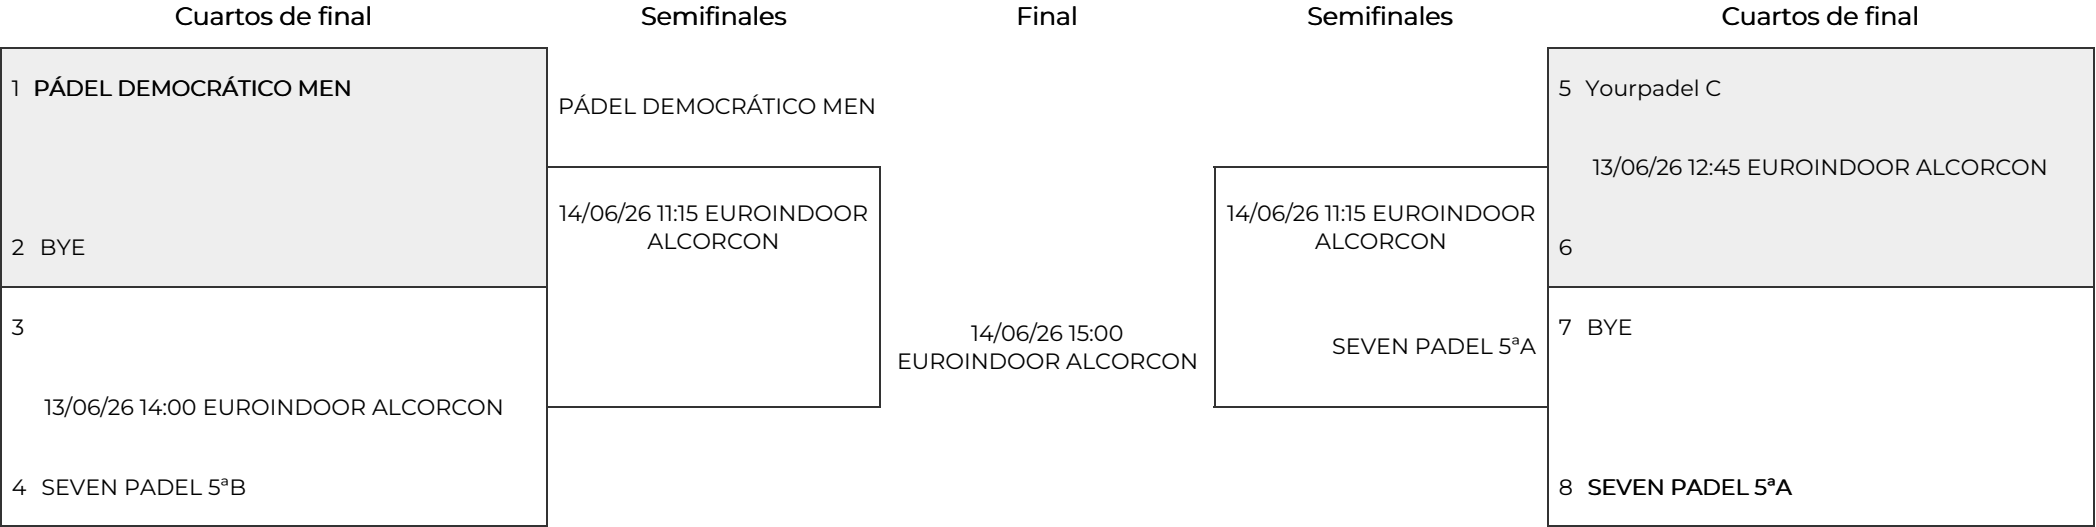 Cuartos de final
Semifinales
Final
Semifinales
Cuartos de final
1 PÁDEL DEMOCRÁTICO MEN
2 BYE
3
13/06/26 14:00 EUROINDOOR ALCORCON
4 SEVEN PADEL 5ªB
PÁDEL DEMOCRÁTICO MEN
14/06/26 11:15 EUROINDOOR
ALCORCON
14/06/26 15:00
EUROINDOOR ALCORCON
14/06/26 11:15 EUROINDOOR
ALCORCON
SEVEN PADEL 5ªA
5 Yourpadel C
13/06/26 12:45 EUROINDOOR ALCORCON
6
7 BYE
8 SEVEN PADEL 5ªA